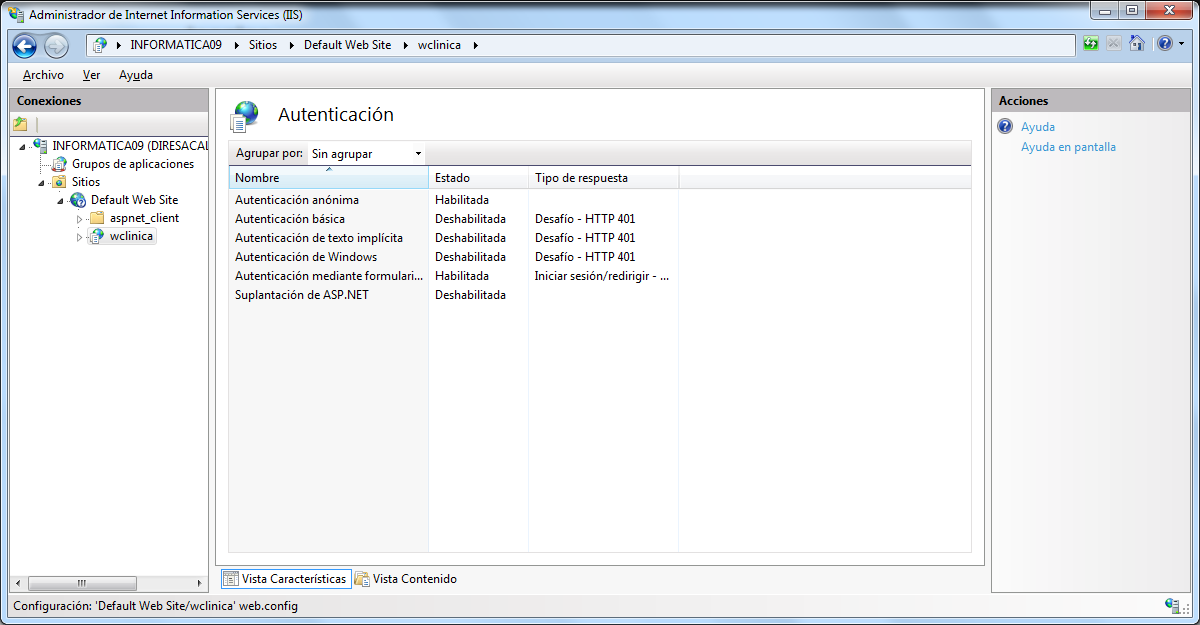 Administrador de Internet Information Services (IIS)
INFORMATICA09 Sitios Default Web Site wclinica
Archivo Ver Ayuda
Conexiones
INFORMATICA09 (DIRESACAL
Grupos de aplicaciones
Sitios
Default Web Site
aspnet_client
wclinica
Autenticación
Agrupar por: Sin agrupar
Nombre Estado Tipo de respuesta
Autenticación anónima Habilitada
Autenticación básica Deshabilitada Desafío - HTTP 401
Autenticación de texto implícita Deshabilitada Desafío - HTTP 401
Autenticación de Windows Deshabilitada Desafío - HTTP 401
Autenticación mediante formulari... Habilitada Iniciar sesión/redirigir - ...
Suplantación de ASP.NET Deshabilitada
Vista Características Vista Contenido
Acciones
Ayuda
Ayuda en pantalla
Configuración: 'Default Web Site/wclinica' web.config